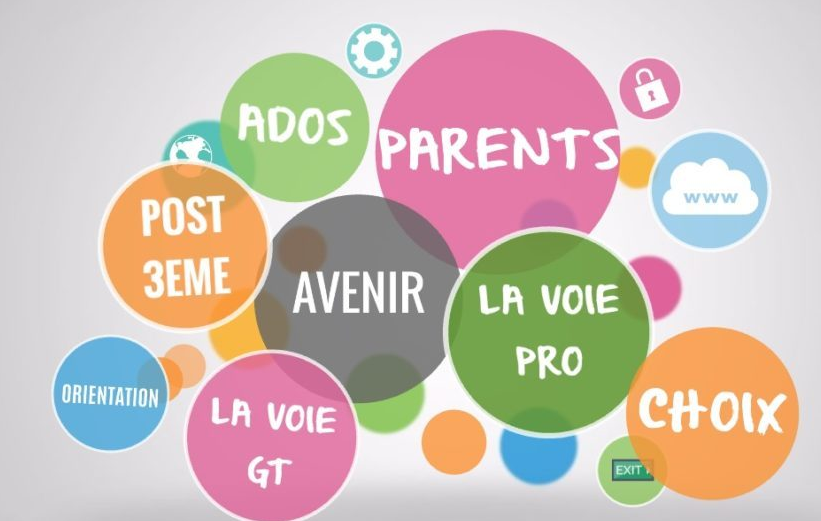 ADOS
PARENTS
www
POST
3EME
AVENIR
LA VOIE
PRO
ORIENTATION
LA VOIE
GT
CHOIX
EXIT